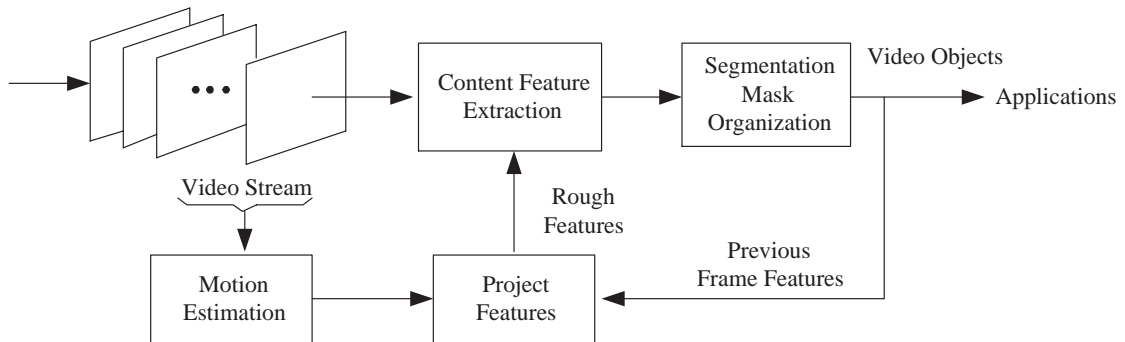 Video Stream
Content Feature
Extraction
Segmentation
Mask
Organization
Video Objects
Applications
Rough
Features
Previous
Frame Features
Motion
Estimation
Project
Features